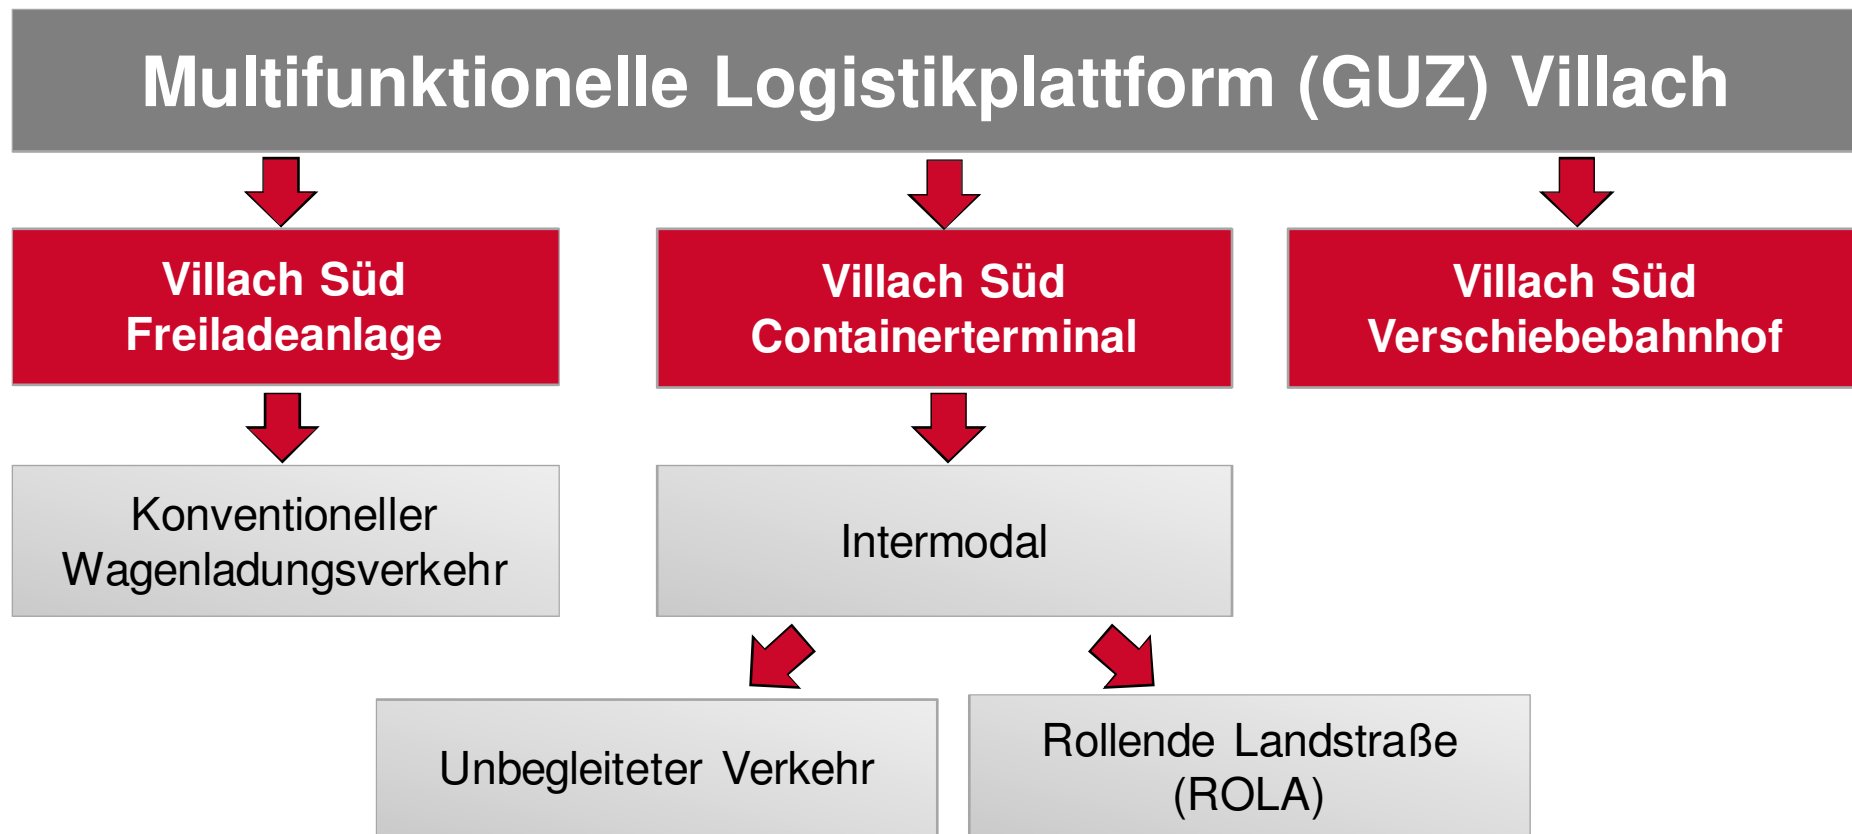 Multifunktionelle Logistikplattform (GUZ) Villach
Villach Süd
Freiladeanlage
Villach Süd
Containerterminal
Villach Süd
Verschiebebahnhof
Konventioneller
Wagenladungsverkehr
Intermodal
Unbegleiteter Verkehr
Rollende Landstraße
(ROLA)